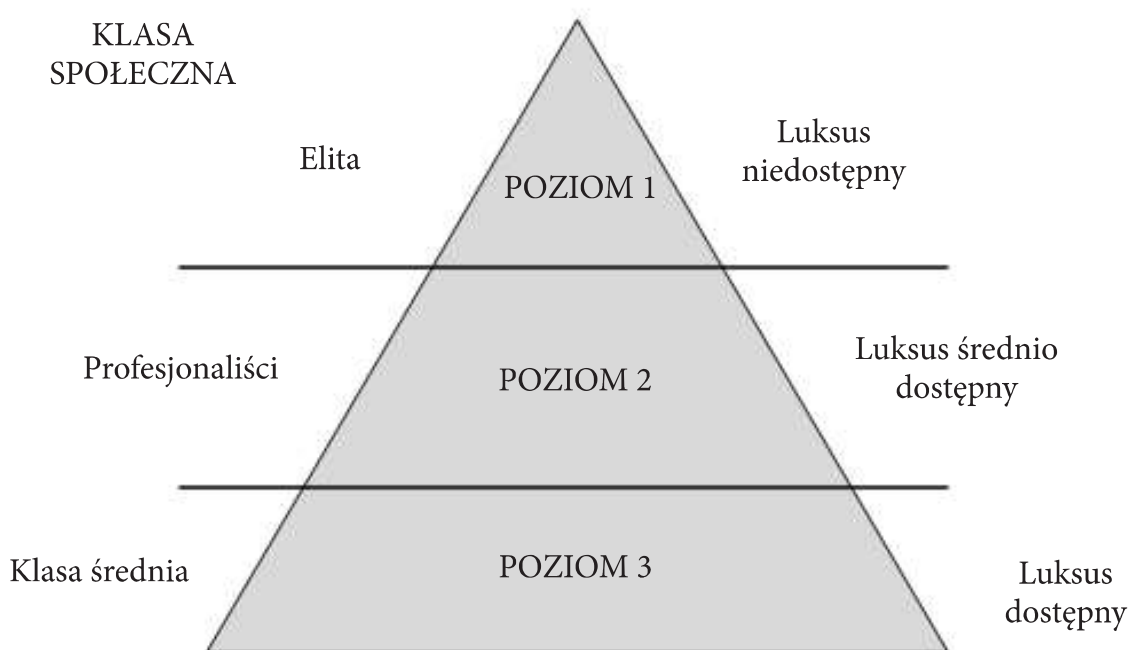 KLASA
SPOŁECZNA
Elita
POZIOM 1
Luksus
niedostępny
Profesjonaliści
POZIOM 2
Luksus średnio
dostępny
Klasa średnia
POZIOM 3
Luksus
dostępny